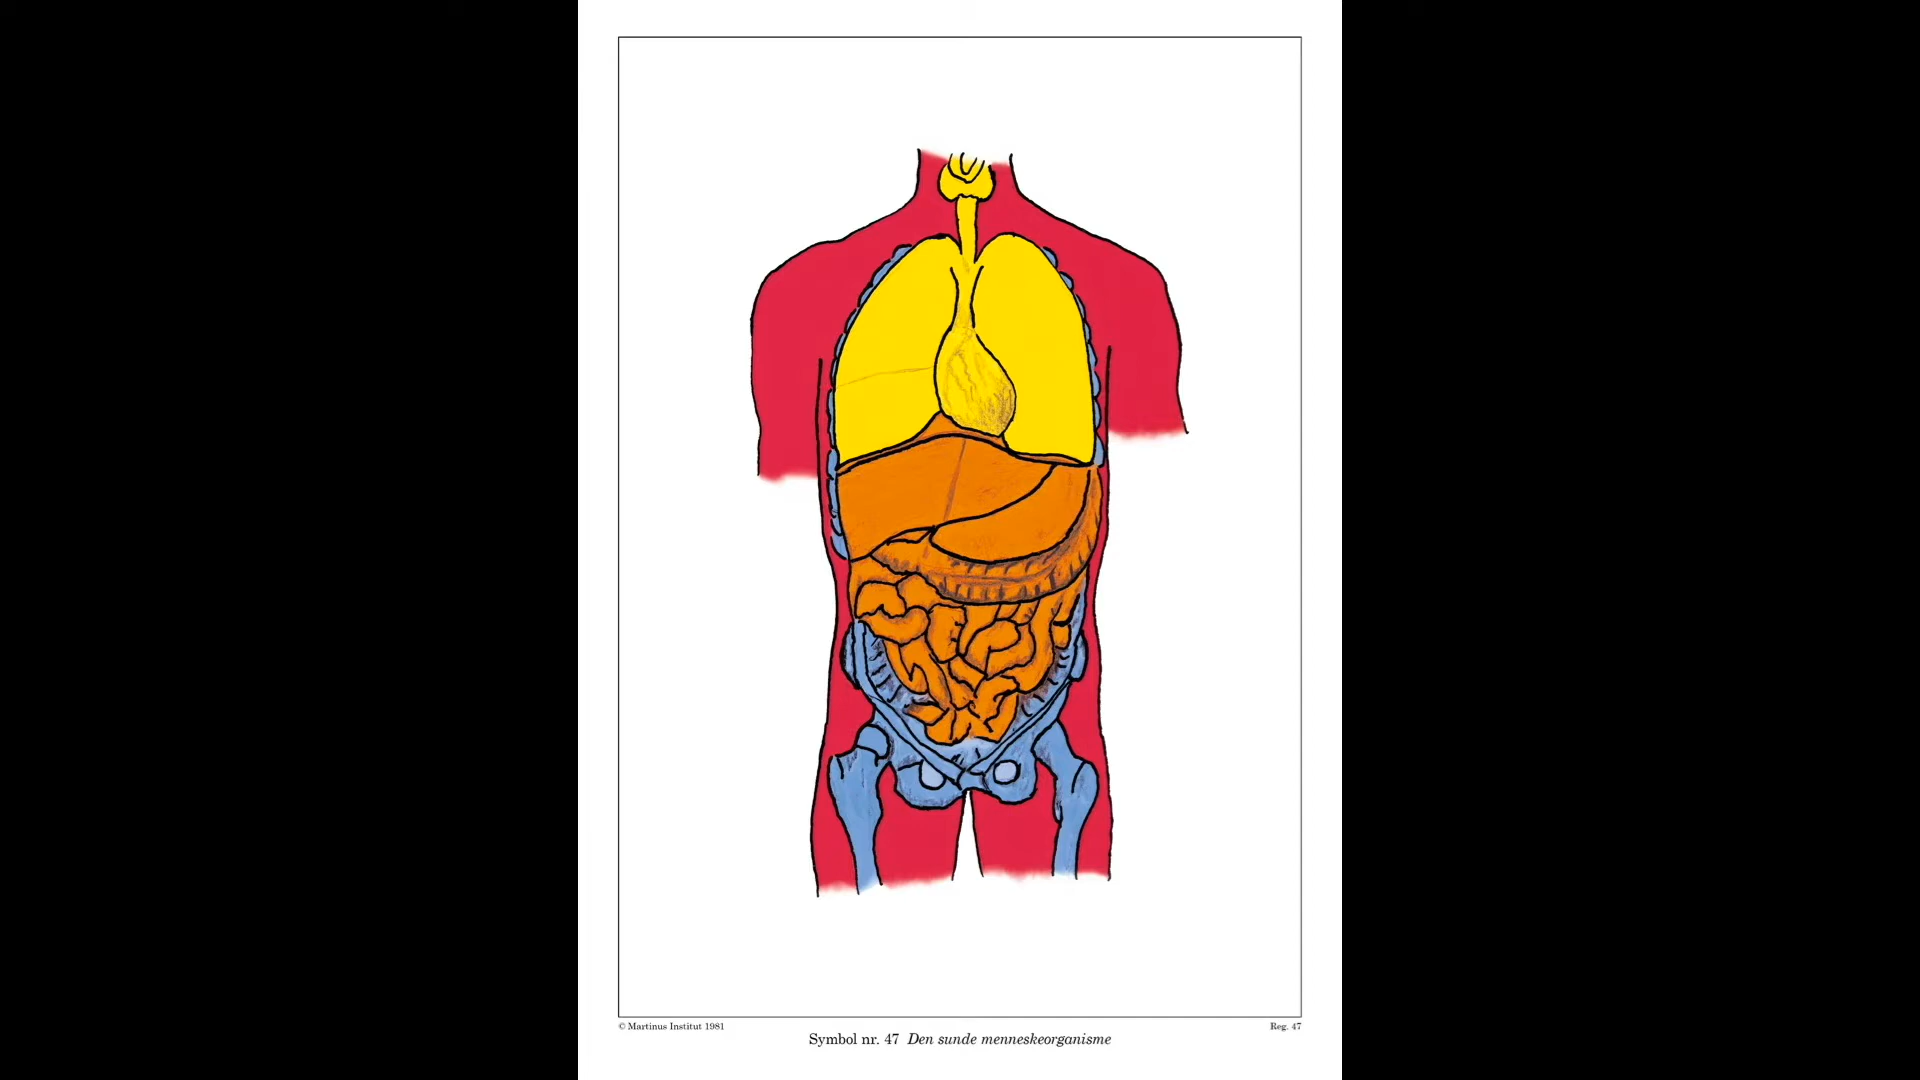 © Martinus Institut 1981
Reg. 47
Symbol nr. 47 Den sunde menneskeorganisme